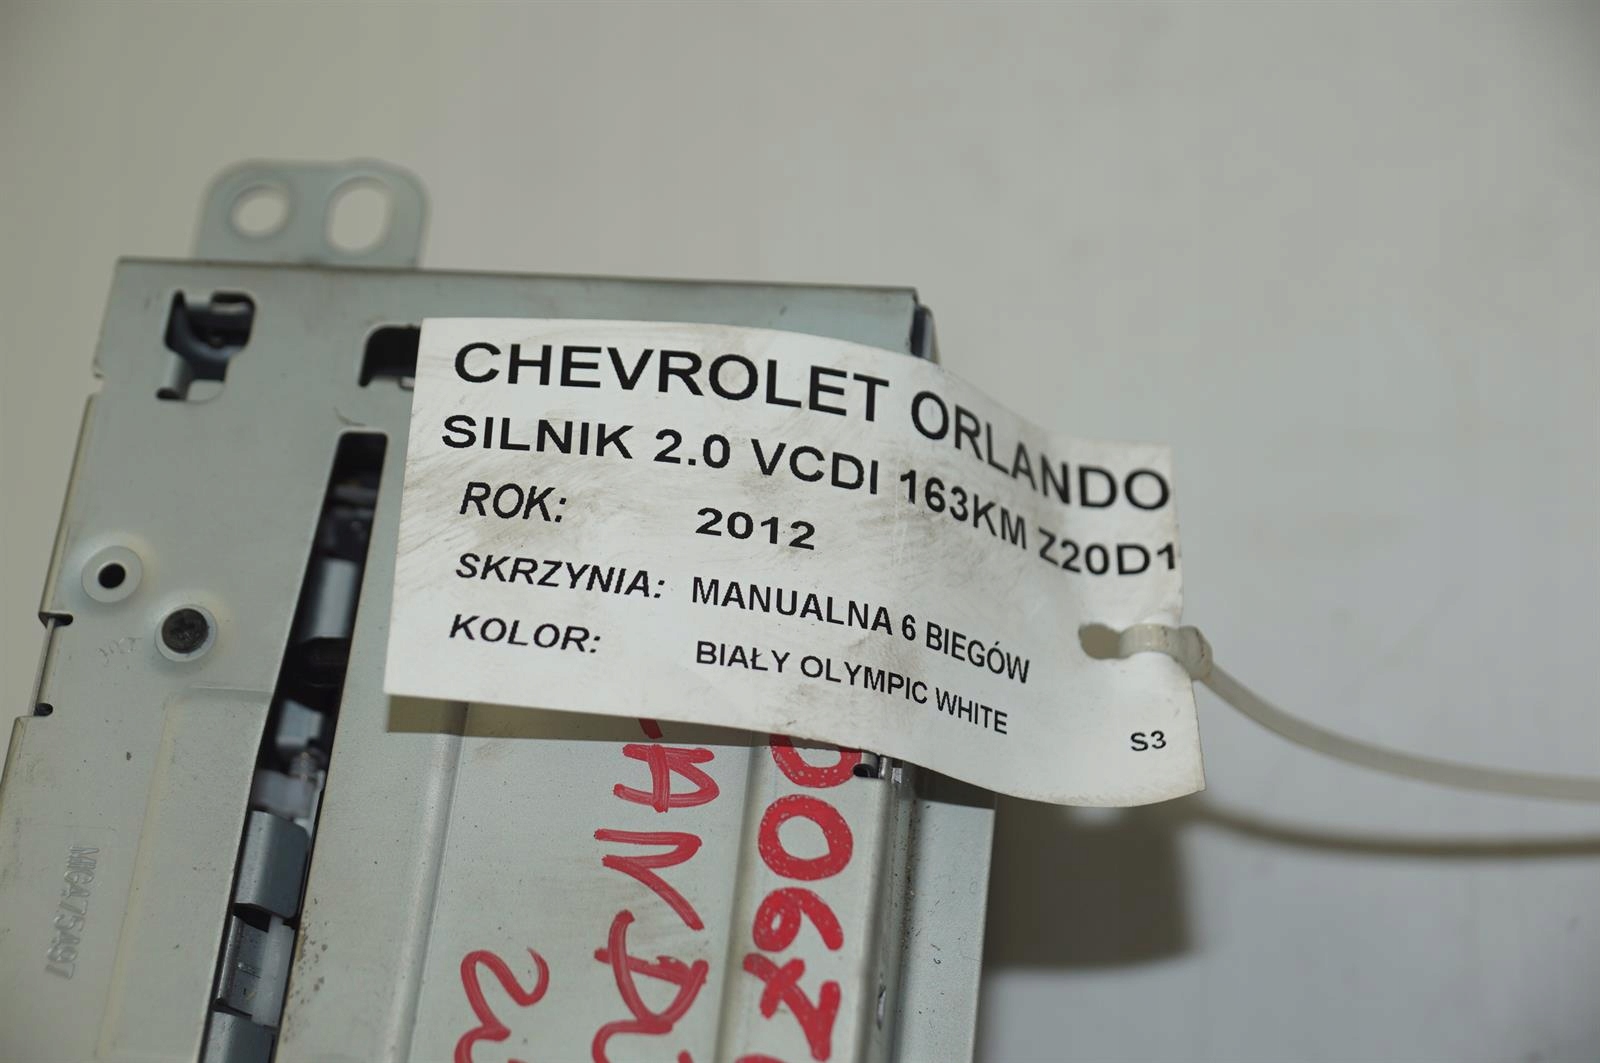 CHEVROLET ORLANDO
SILNIK 2.0 VCDI 163KM Z20D1
ROK: 2012
SKRZYNIA: MANUALNA 6 BIEGÓW
KOLOR: BIAŁY OLYMPIC WHITE
S3